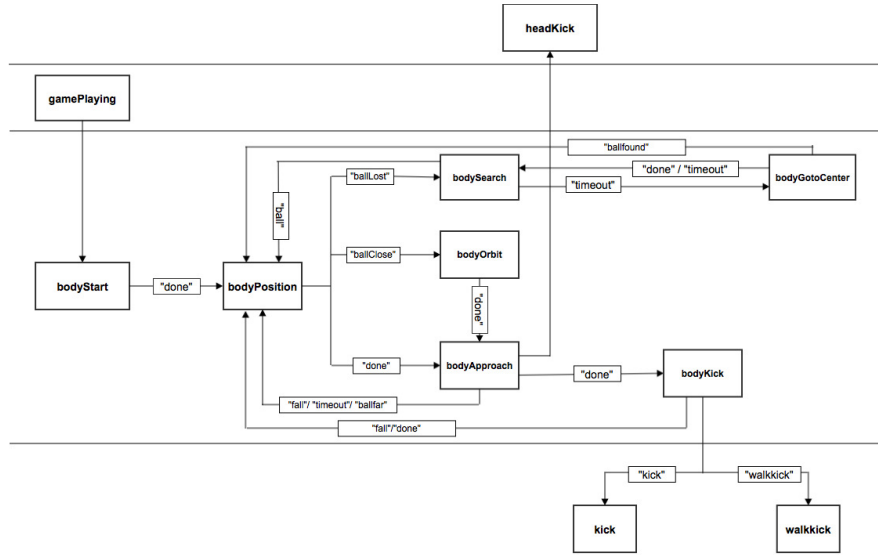 headKick
gamePlaying
"ballfound"
"ballLost"
bodySearch
"done" / "timeout"
"timeout"
bodyGotoCenter
"ball"
"ballClose"
bodyOrbit
bodyStart
"done"
bodyPosition
"done"
"done"
bodyApproach
"done"
bodyKick
"fall"/ "timeout"/ "ballfar"
"fall"/"done"
"kick"
"walkkick"
kick
walkkick